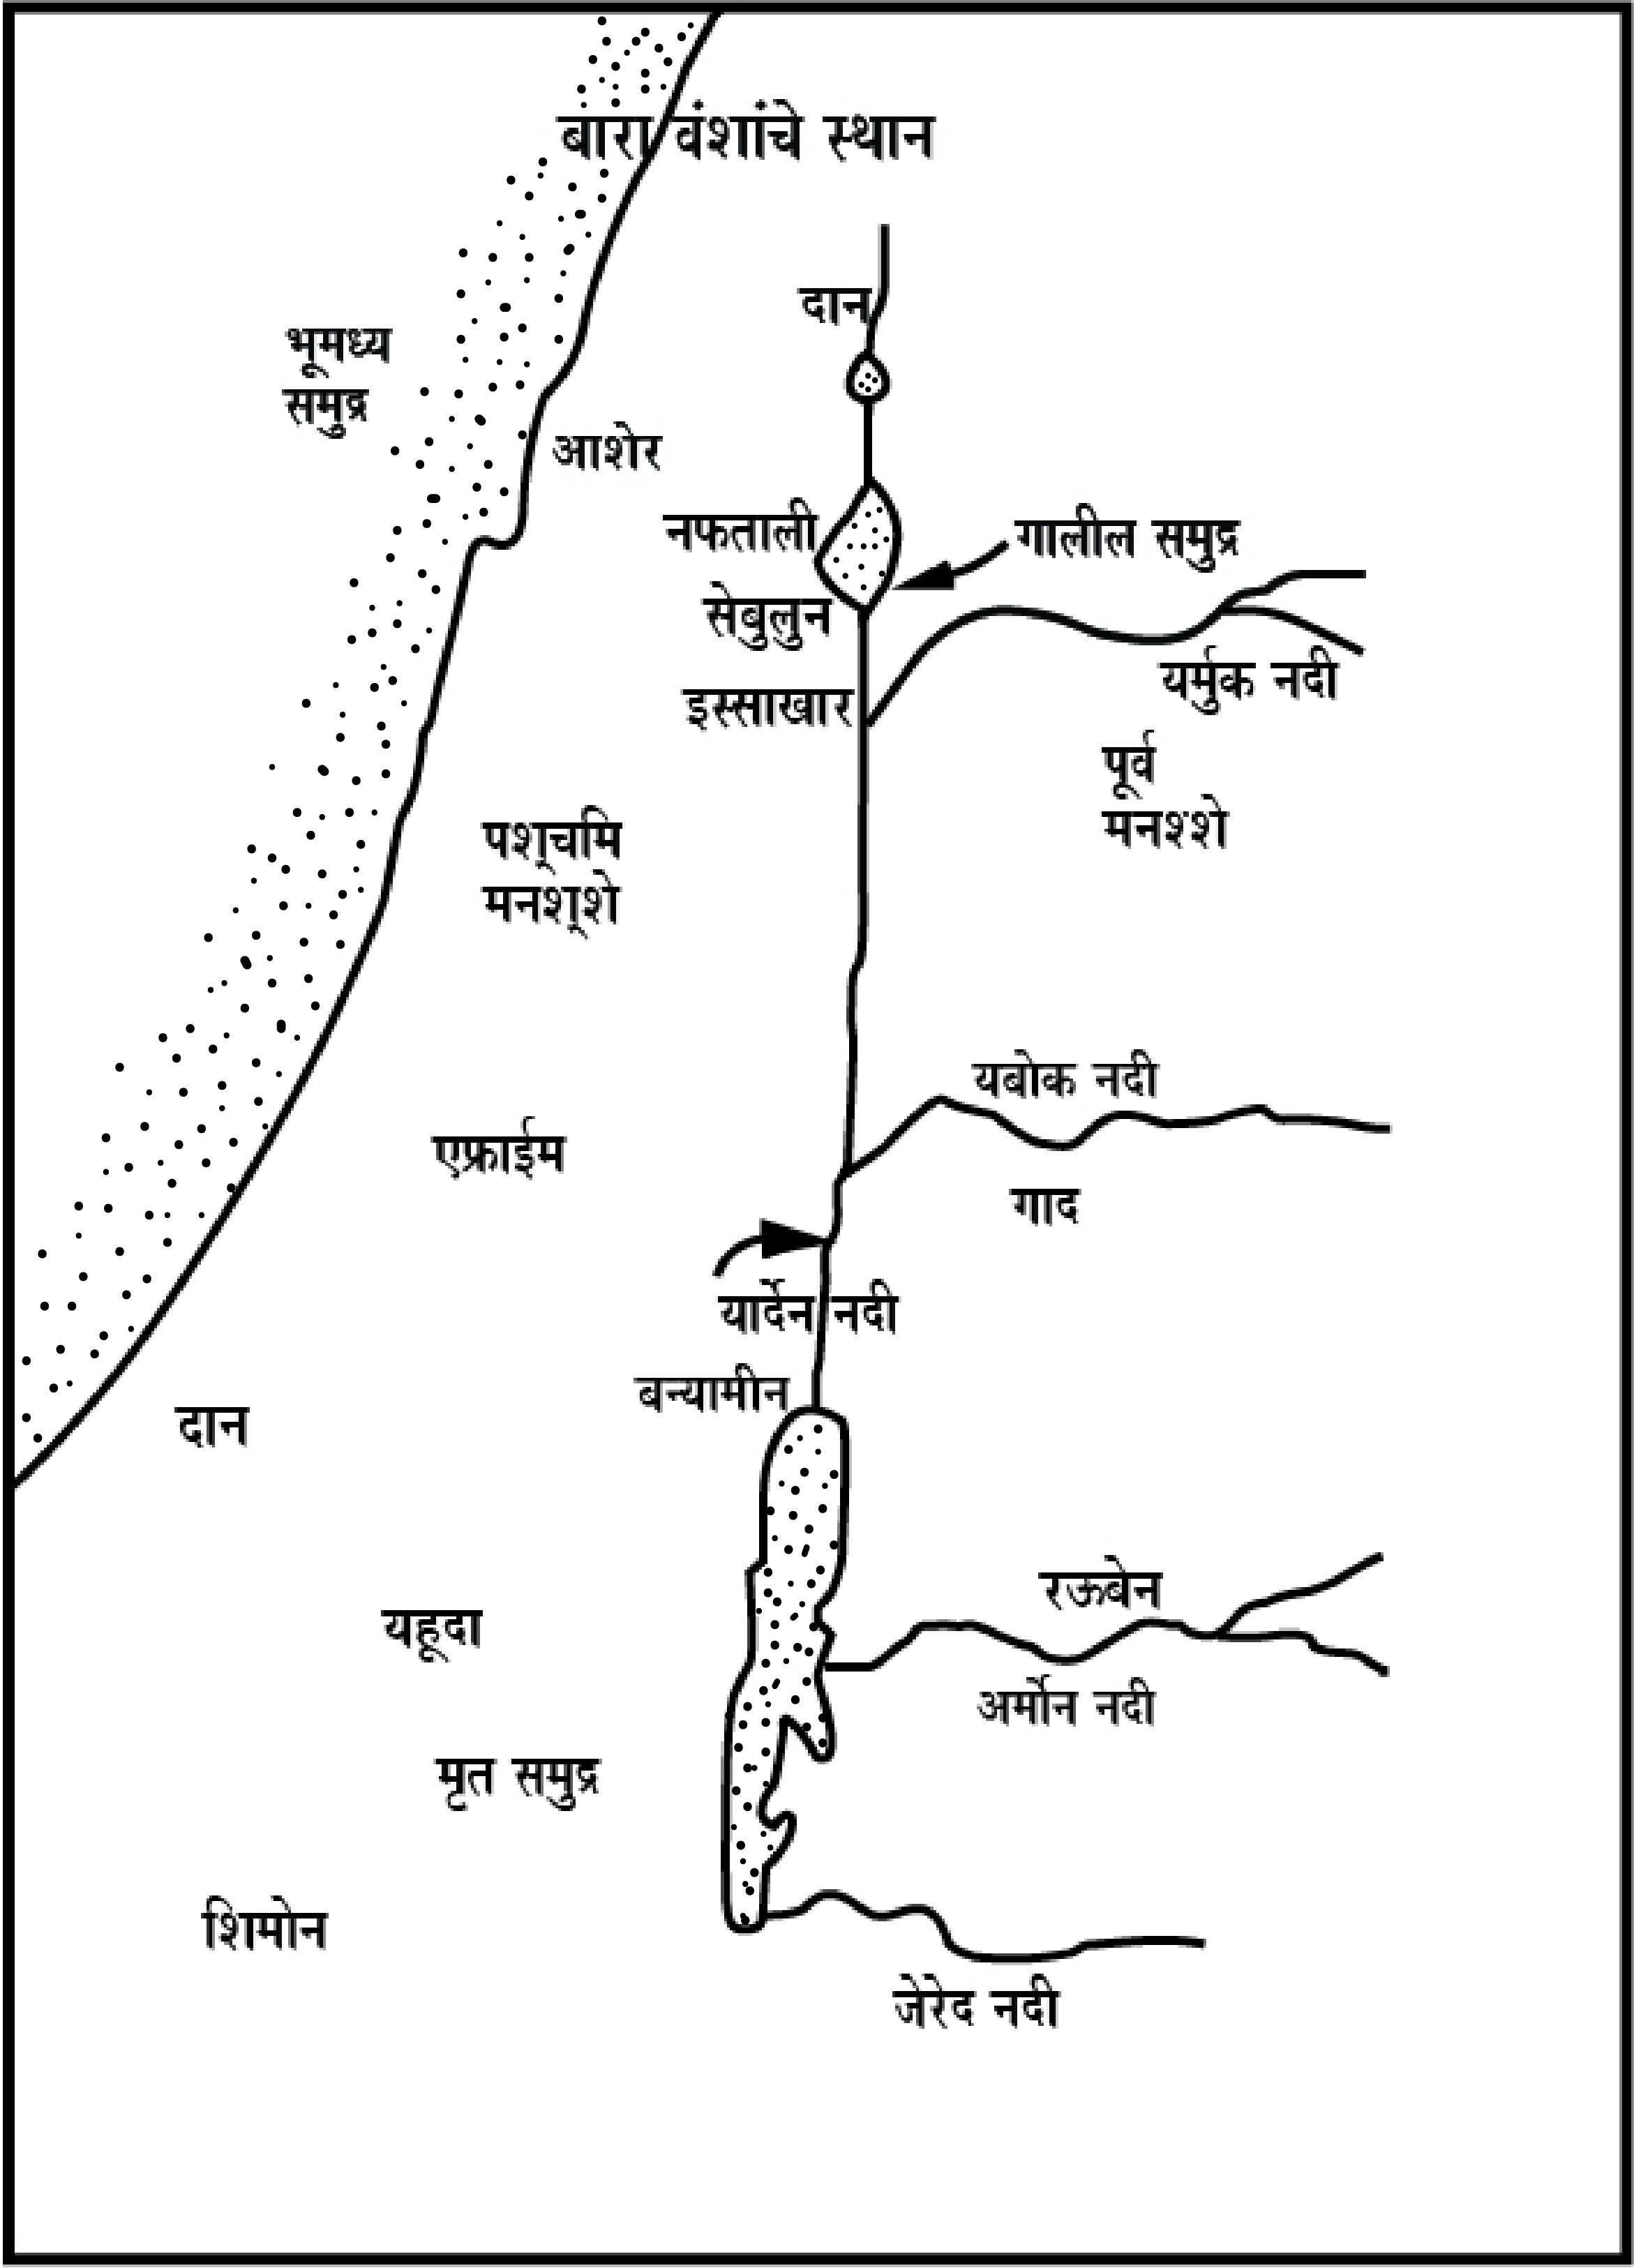 बारा वंशांचे स्थान
दान
भूमध्य
समुद्र
आशेर
नफताली
गालील समुद्र
सेबुलुन
यर्मुक नदी
इस्साखार
पूर्व
मनश्शे
पश्चमि
मनश्शे
यबोक नदी
एफ्राईम
गाद
यार्देन नदी
बन्यामीन
दान
रऊबेन
यहूदा
अर्मोन नदी
मृत समुद्र
शिमोन
जेरेद नदी